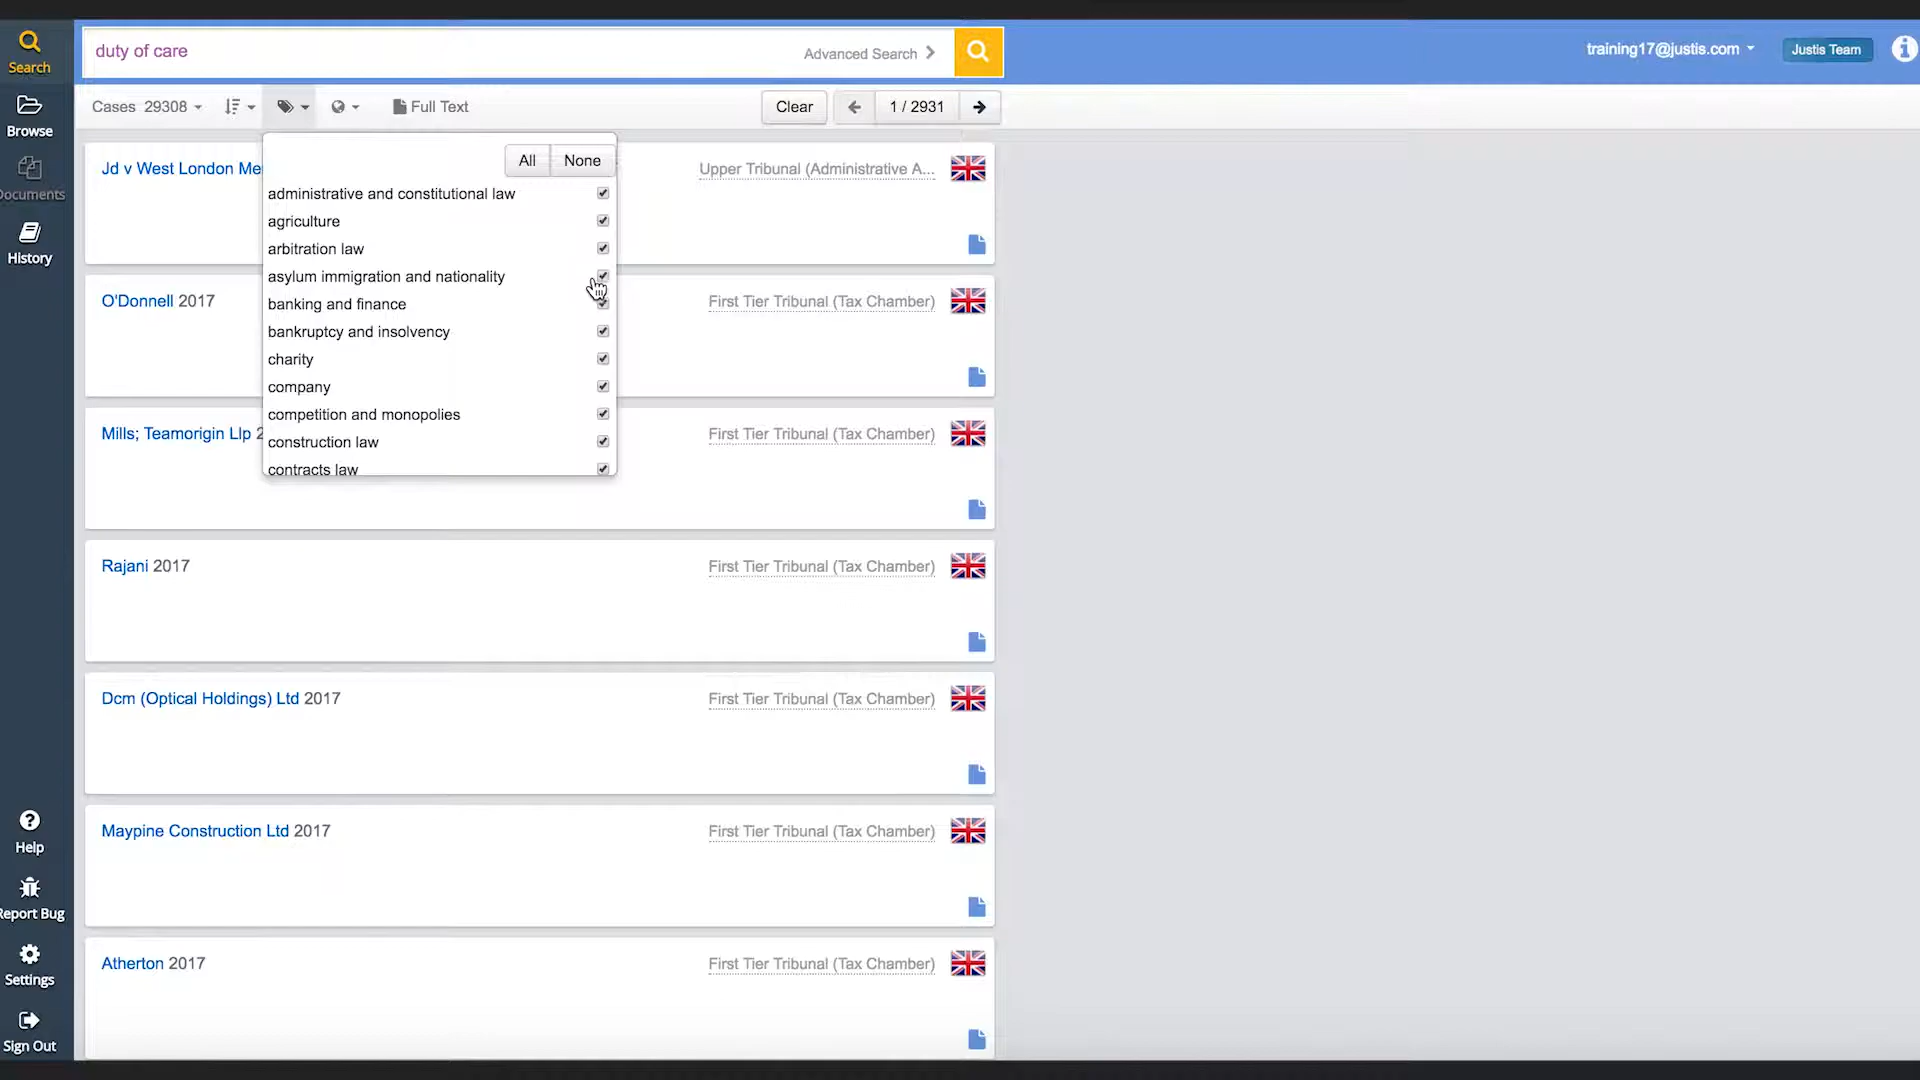 Search
duty of care
Advanced Search
training17@justis.com
Justis Team
Cases 29308
Full Text
Clear
1 / 2931
Browse
Documents
History
All
None
administrative and constitutional law
agriculture
arbitration law
asylum immigration and nationality
banking and finance
bankruptcy and insolvency
charity
company
competition and monopolies
construction law
contracts law
Jd v West London Me
Upper Tribunal (Administrative A...
O'Donnell 2017
First Tier Tribunal (Tax Chamber)
Mills; Teamorigin Llp 2
First Tier Tribunal (Tax Chamber)
Rajani 2017
First Tier Tribunal (Tax Chamber)
Dcm (Optical Holdings) Ltd 2017
First Tier Tribunal (Tax Chamber)
Maypine Construction Ltd 2017
First Tier Tribunal (Tax Chamber)
Atherton 2017
First Tier Tribunal (Tax Chamber)
Help
Report Bug
Settings
Sign Out